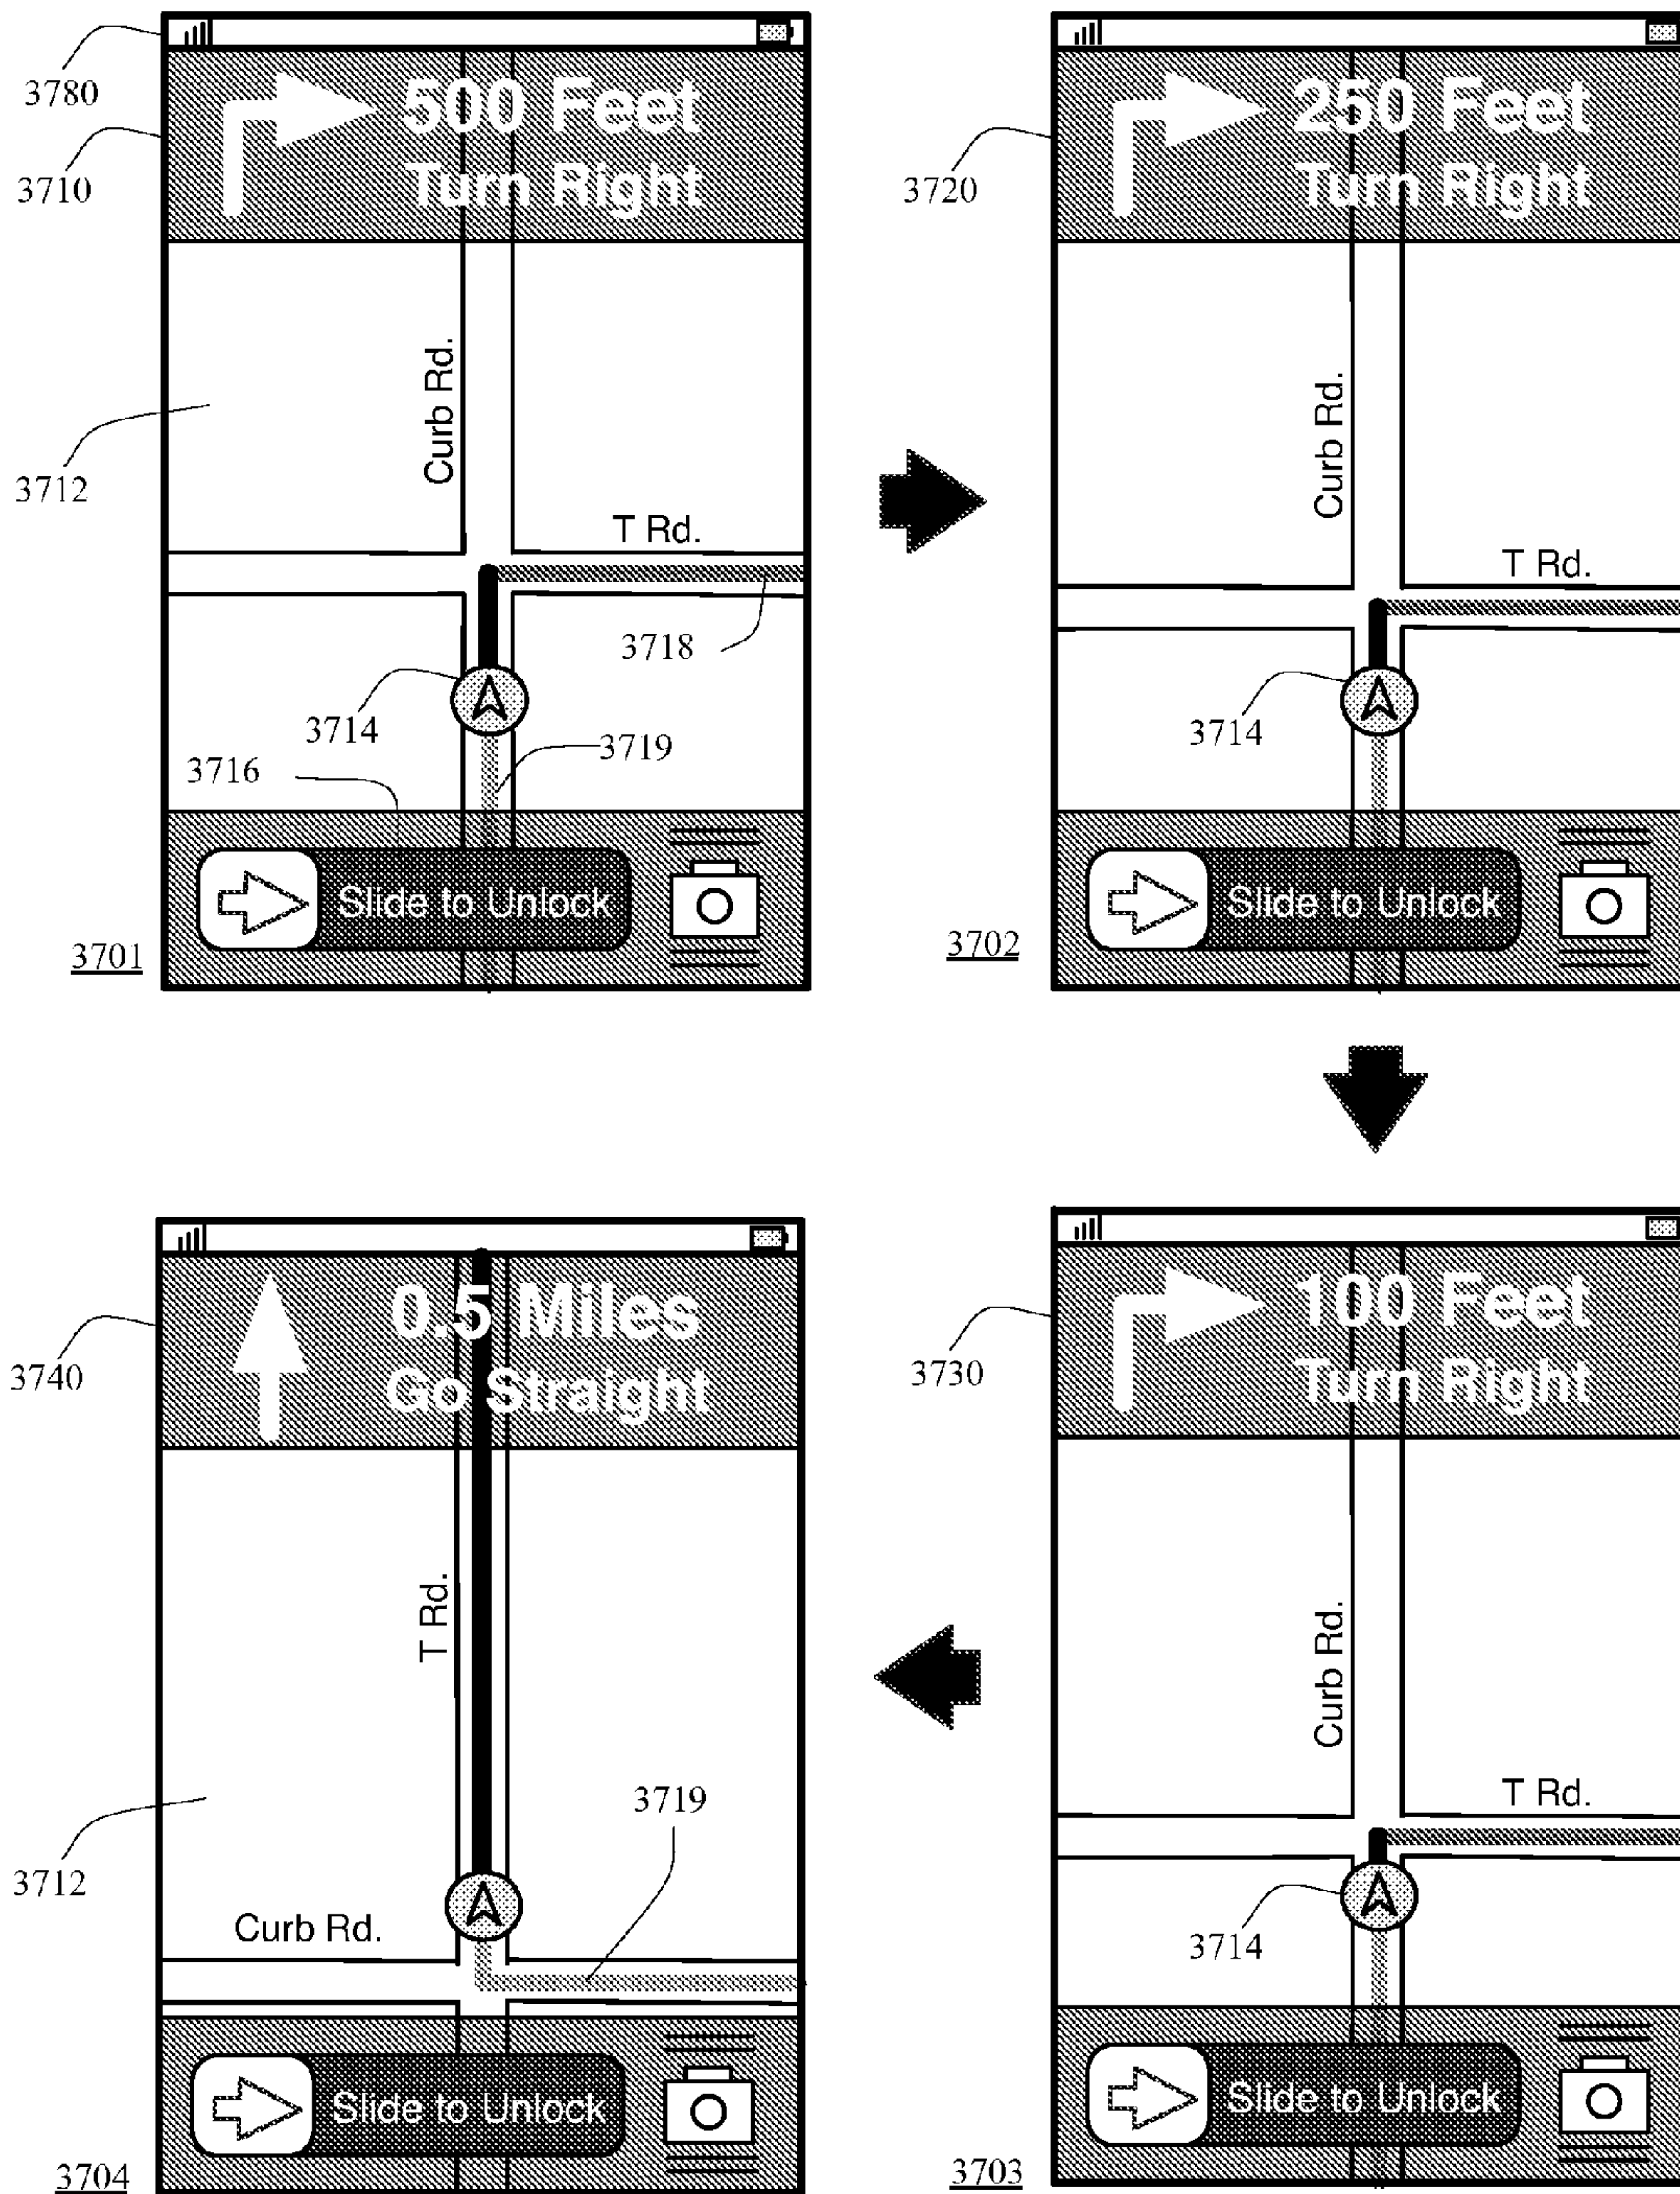 3780
3710
500 Feet
Turn Right
Curb Rd.
3712
T Rd.
3718
3714
3719
3716
Slide to Unlock
3701
3720
250 Feet
Turn Right
Curb Rd.
T Rd.
3714
Slide to Unlock
3702
3730
100 Feet
Turn Right
Curb Rd.
T Rd.
3714
Slide to Unlock
3703
3740
0.5 Miles
Go Straight
T Rd.
3719
3712
Curb Rd.
Slide to Unlock
3704